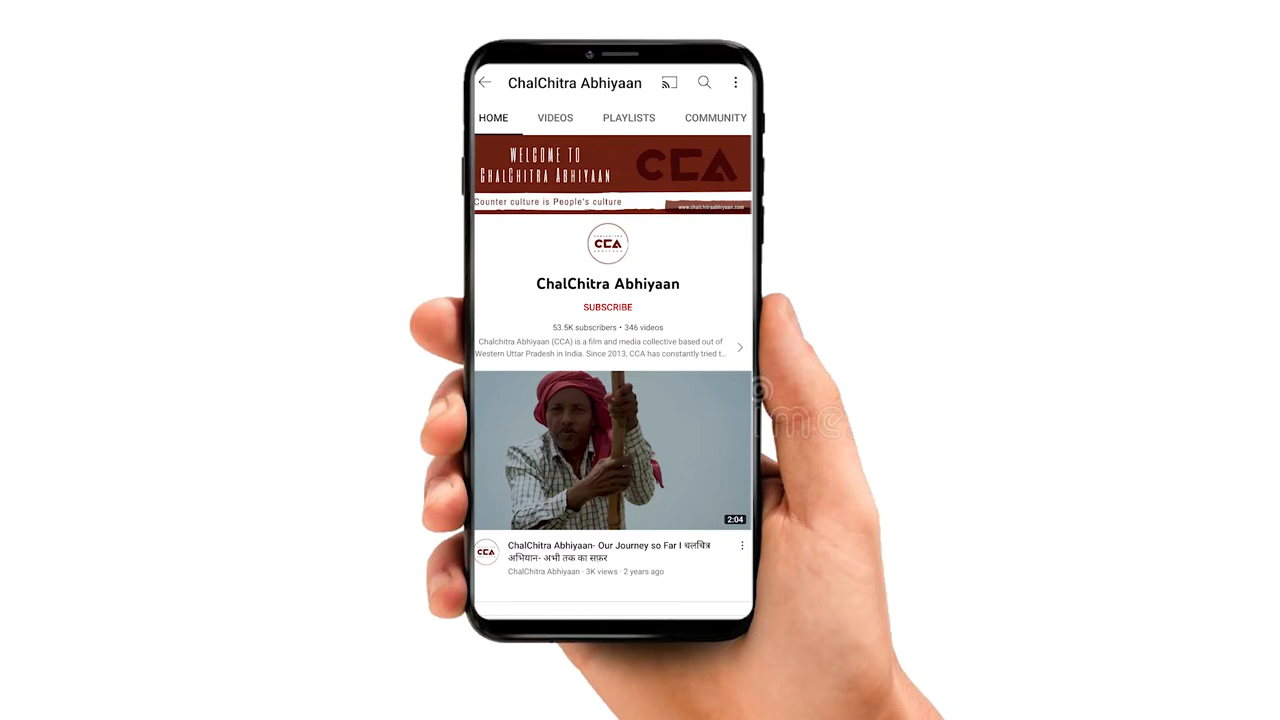 ChalChitra Abhiyaan
HOME VIDEOS PLAYLISTS COMMUNITY
WELCOME TO
CHALCHITRA ABHIYAAN
CCA
Counter culture is People's culture
www.chalchitraabhiyaan.com
CCA
ChalChitra Abhiyaan
SUBSCRIBE
53.5K subscribers • 346 videos
Chalchitra Abhiyaan (CCA) is a film and media collective based out of
Western Uttar Pradesh in India. Since 2013, CCA has constantly tried t...
2:04
CCA
ChalChitra Abhiyaan- Our Journey so Far I चलचित्र
अभियान- अभी तक का सफ़र
ChalChitra Abhiyaan · 3K views · 2 years ago